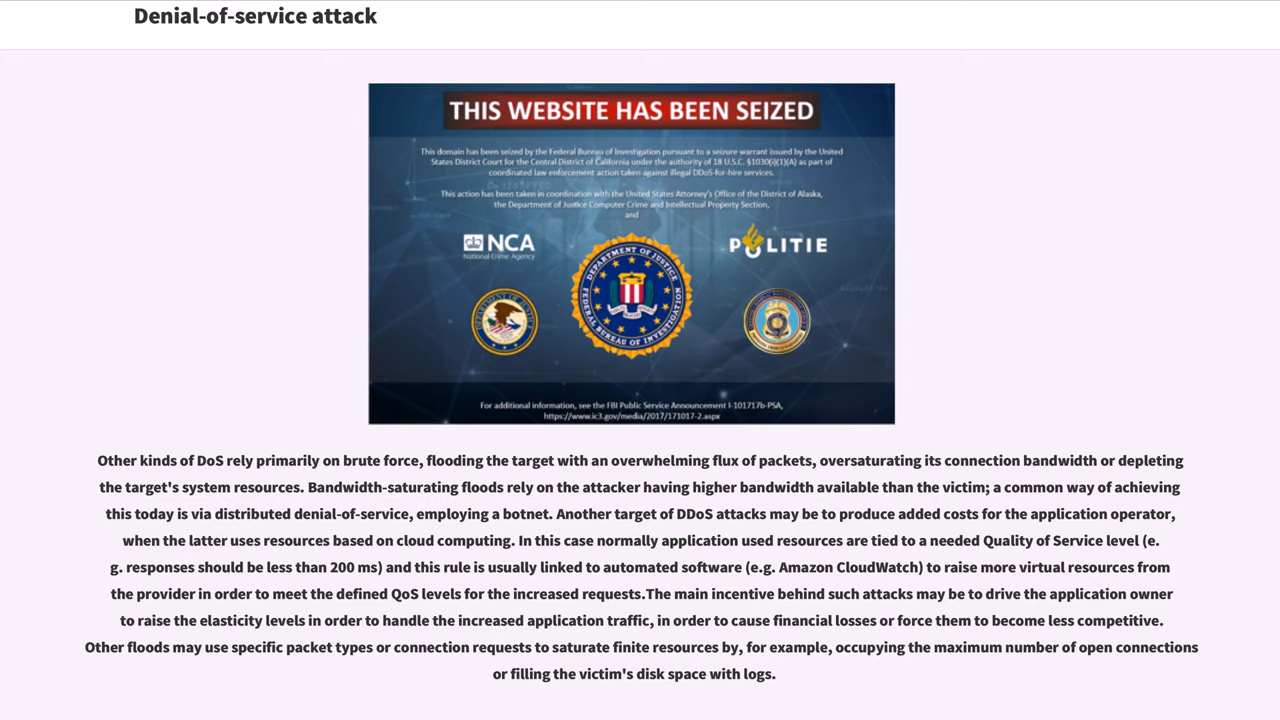 Denial-of-service attack
THIS WEBSITE HAS BEEN SEIZED
This domain has been seized by the Federal Bureau of Investigation pursuant to a seizure warrant issued by the United
States District Court for the Central District of California under the authority of 18 U.S.C. §1030(i)(1)(A) as part of
coordinated law enforcement action taken against illegal DDoS-for-hire services.
This action has been taken in coordination with the United States Attorney's Office of the District of Alaska,
the Department of Justice Computer Crime and Intellectual Property Section,
and
NCA
National Crime Agency
POLITIE
DEPARTMENT OF JUSTICE
FEDERAL BUREAU OF INVESTIGATION
For additional information, see the FBI Public Service Announcement I-101717b-PSA,
https://www.ic3.gov/media/2017/171017-2.aspx
Other kinds of DoS rely primarily on brute force, flooding the target with an overwhelming flux of packets, oversaturating its connection bandwidth or depleting
the target's system resources. Bandwidth-saturating floods rely on the attacker having higher bandwidth available than the victim; a common way of achieving
this today is via distributed denial-of-service, employing a botnet. Another target of DDoS attacks may be to produce added costs for the application operator,
when the latter uses resources based on cloud computing. In this case normally application used resources are tied to a needed Quality of Service level (e.
g. responses should be less than 200 ms) and this rule is usually linked to automated software (e.g. Amazon CloudWatch) to raise more virtual resources from
the provider in order to meet the defined QoS levels for the increased requests.The main incentive behind such attacks may be to drive the application owner
to raise the elasticity levels in order to handle the increased application traffic, in order to cause financial losses or force them to become less competitive.
Other floods may use specific packet types or connection requests to saturate finite resources by, for example, occupying the maximum number of open connections
or filling the victim's disk space with logs.